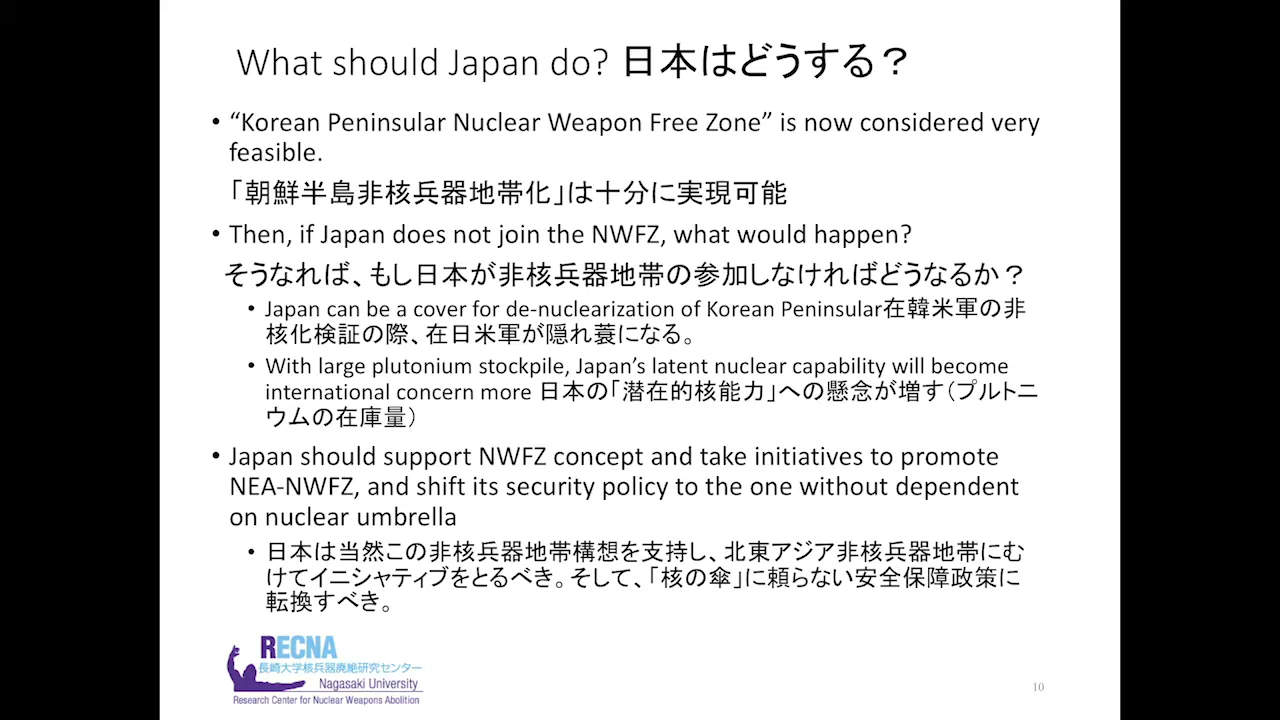 What should Japan do? 日本はどうする？
• “Korean Peninsular Nuclear Weapon Free Zone” is now considered very
feasible.
「朝鮮半島非核兵器地帯化」は十分に実現可能
• Then, if Japan does not join the NWFZ, what would happen?
そうなれば、もし日本が非核兵器地帯の参加しなければどうなるか？
• Japan can be a cover for de-nuclearization of Korean Peninsular在韓米軍の非
核化検証の際、在日米軍が隠れ蓑になる。
• With large plutonium stockpile, Japan’s latent nuclear capability will become
international concern more 日本の「潜在的核能力」への懸念が増す（プルトニ
ウムの在庫量）
• Japan should support NWFZ concept and take initiatives to promote
NEA-NWFZ, and shift its security policy to the one without dependent
on nuclear umbrella
• 日本は当然この非核兵器地帯構想を支持し、北東アジア非核兵器地帯にむ
けてイニシャティブをとるべき。そして、「核の傘」に頼らない安全保障政策に
転換すべき。
RECNA
長崎大学核兵器廃絶研究センター
Nagasaki University
Research Center for Nuclear Weapons Abolition
10